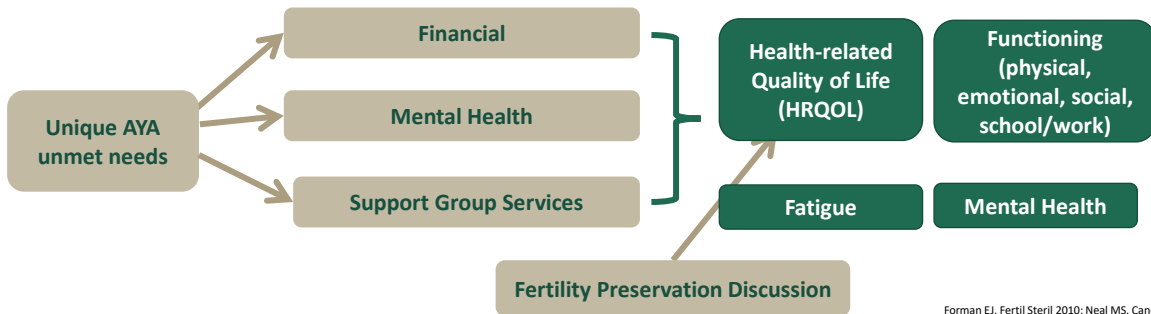 Unique AYA
unmet needs
Financial
Mental Health
Support Group Services
Health-related
Quality of Life
(HRQOL)
Functioning
(physical,
emotional, social,
school/work)
Fatigue
Mental Health
Fertility Preservation Discussion
Forman EJ. Fertil Steril 2010; Neal MS. Can